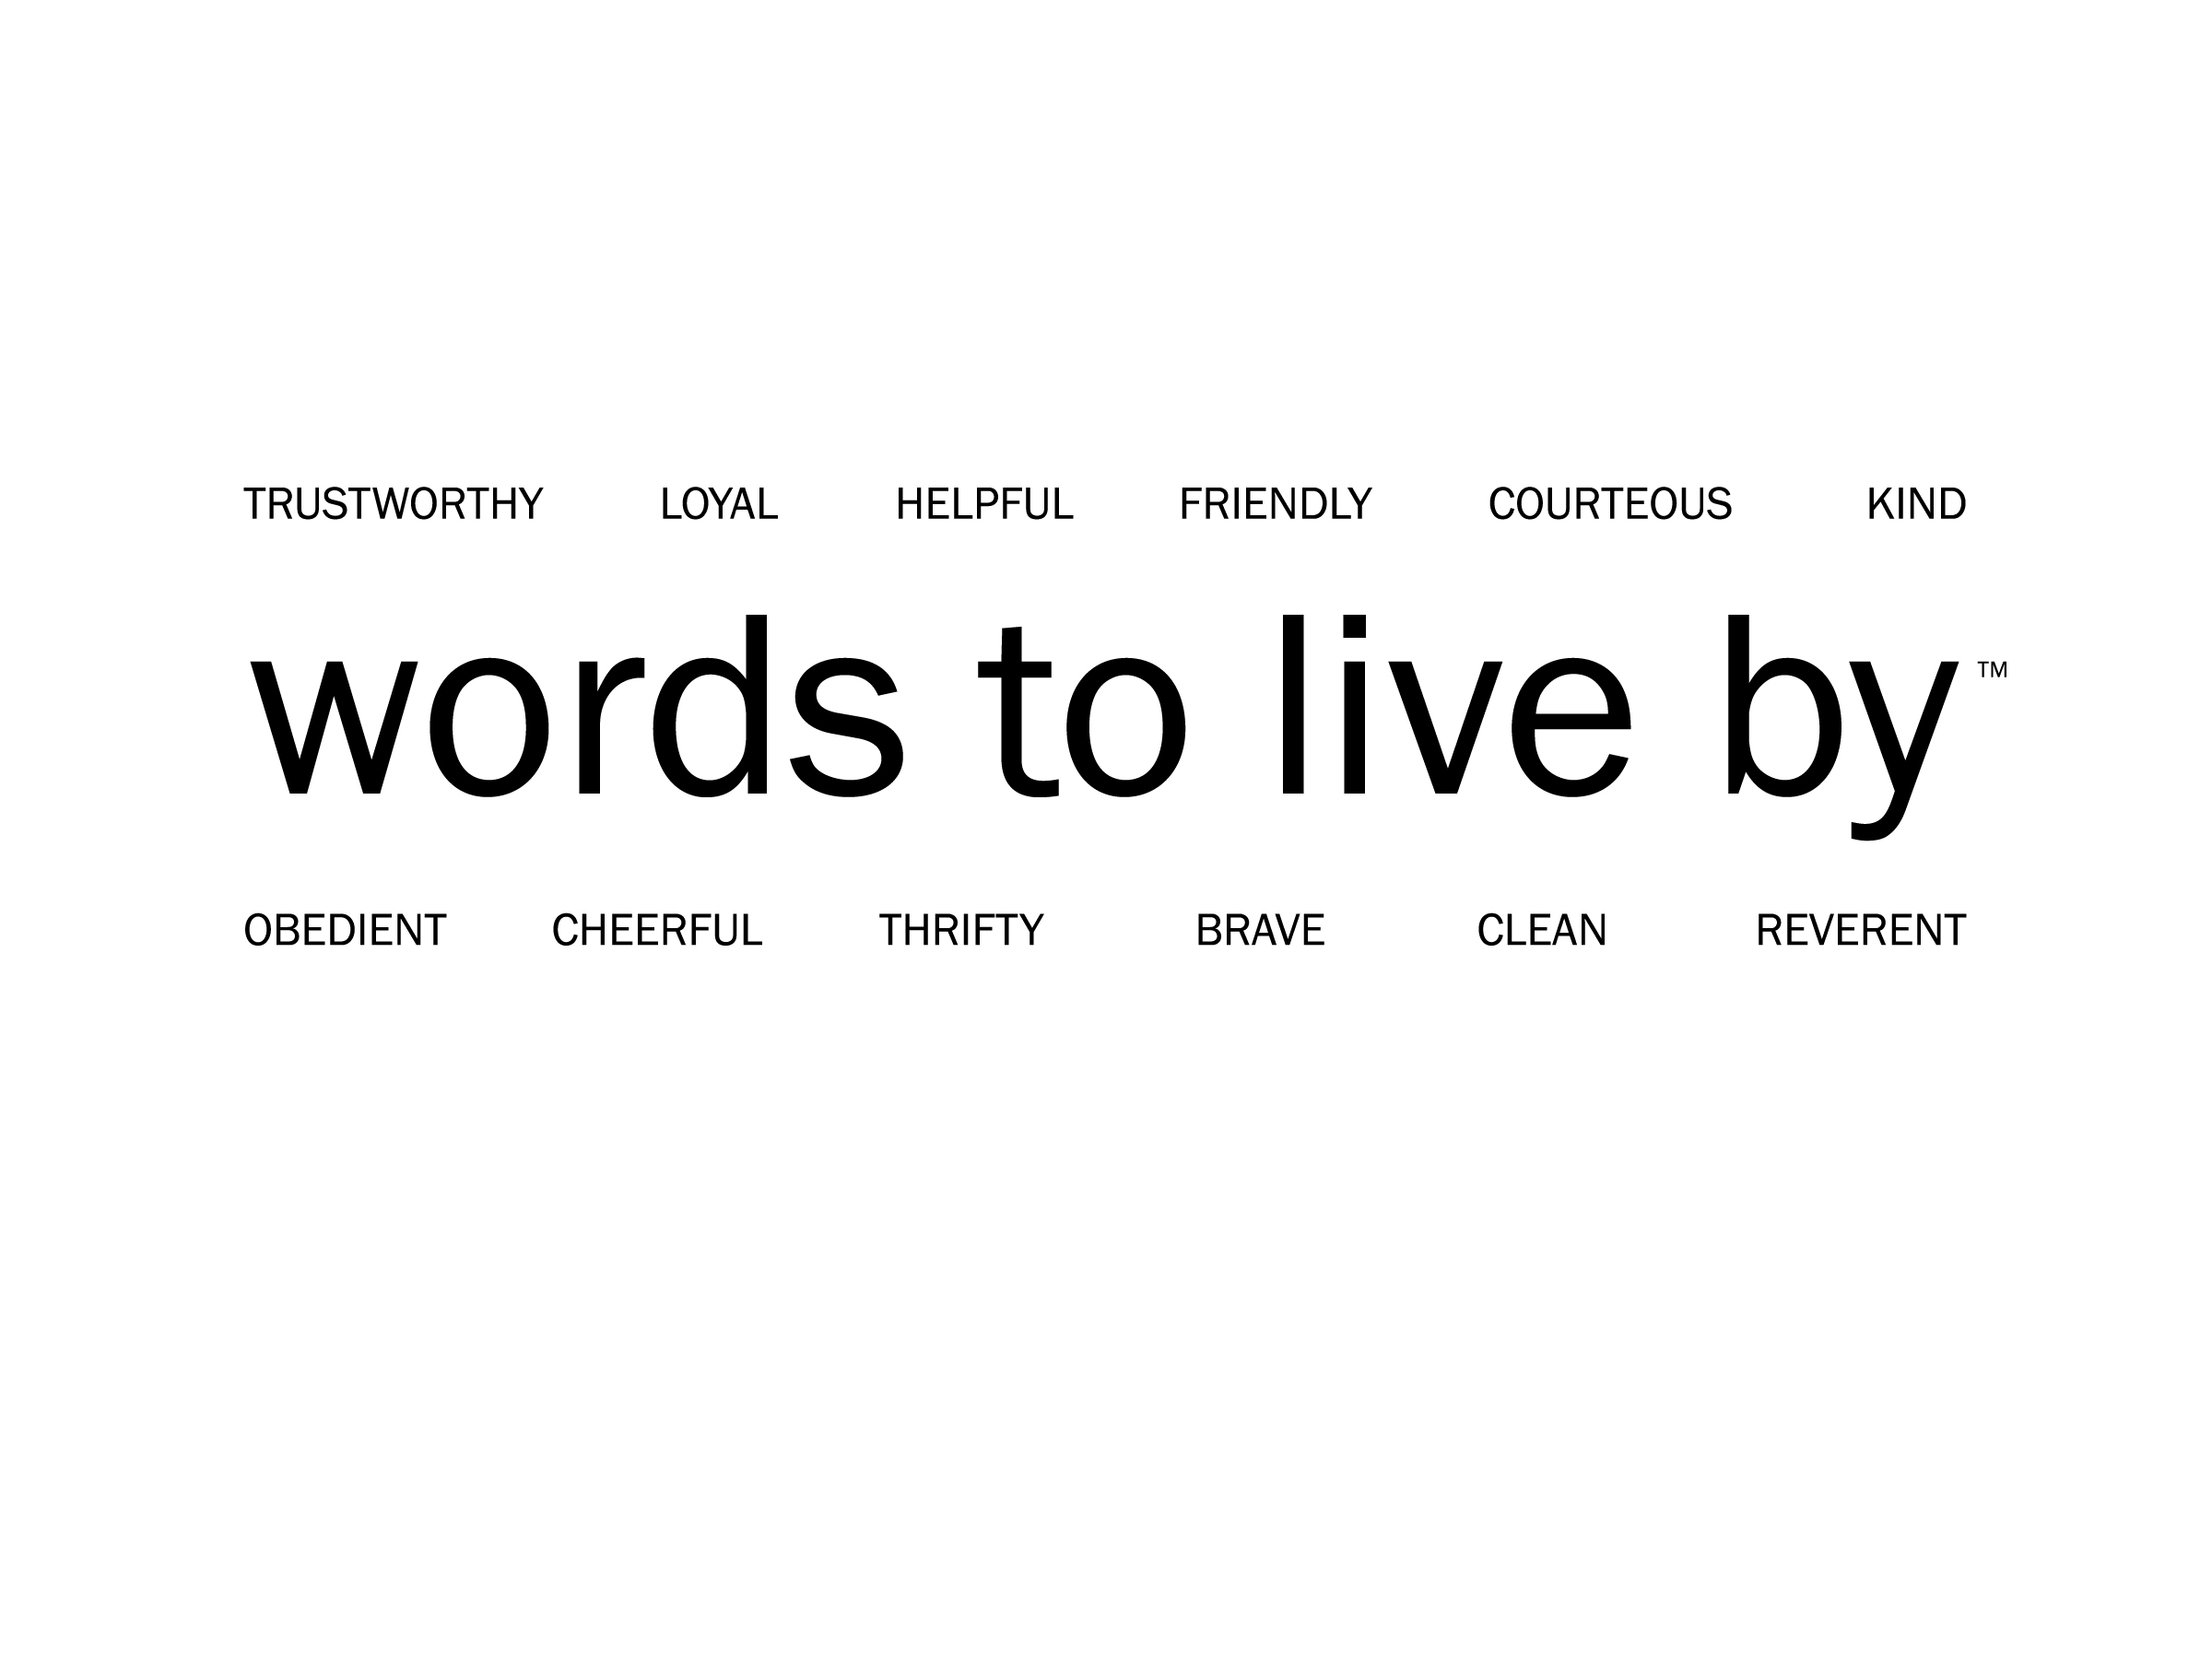 TRUSTWORTHY LOYAL HELPFUL FRIENDLY COURTEOUS KIND
words to live by™
OBEDIENT CHEERFUL THRIFTY BRAVE CLEAN REVERENT